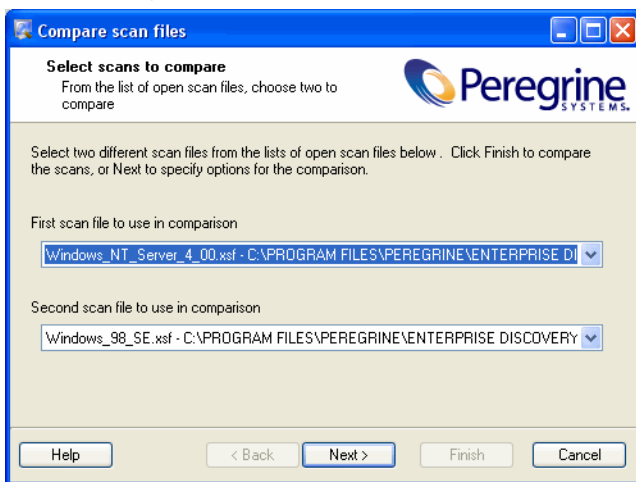 Compare scan files
Select scans to compare
From the list of open scan files, choose two to
compare
Peregrine
SYSTEMS.
Select two different scan files from the lists of open scan files below . Click Finish to compare
the scans, or Next to specify options for the comparison.
First scan file to use in comparison
Windows_NT_Server_4_00.xsf - C:\PROGRAM FILES\PEREGRINE\ENTERPRISE DI
Second scan file to use in comparison
Windows_98_SE.xsf - C:\PROGRAM FILES\PEREGRINE\ENTERPRISE DISCOVERY
Help
< Back
Next >
Finish
Cancel